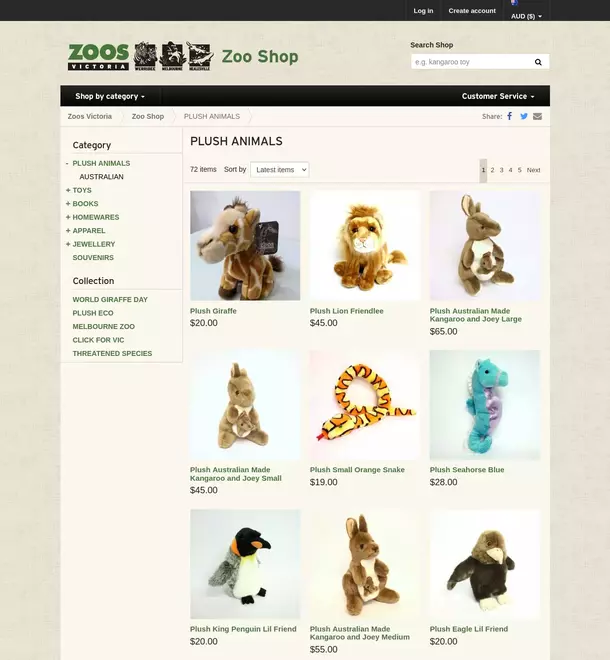 Log in
Create account
AUD ($)
ZOOS
VICTORIA
WERRIBEE
MELBOURNE
HEALESVILLE
Zoo Shop
Search Shop
e.g. kangaroo toy
Shop by category
Customer Service
Zoos Victoria
Zoo Shop
PLUSH ANIMALS
Share:
Category
- PLUSH ANIMALS
AUSTRALIAN
+ TOYS
+ BOOKS
+ HOMEWARES
+ APPAREL
+ JEWELLERY
SOUVENIRS
Collection
WORLD GIRAFFE DAY
PLUSH ECO
MELBOURNE ZOO
CLICK FOR VIC
THREATENED SPECIES
PLUSH ANIMALS
72 items Sort by Latest items
1 2 3 4 5 Next
Plush Giraffe
$20.00
Plush Lion Friendlee
$45.00
Plush Australian Made
Kangaroo and Joey Large
$65.00
Plush Australian Made
Kangaroo and Joey Small
$45.00
Plush Small Orange Snake
$19.00
Plush Seahorse Blue
$28.00
Plush King Penguin Lil Friend
$20.00
Plush Australian Made
Kangaroo and Joey Medium
$55.00
Plush Eagle Lil Friend
$20.00